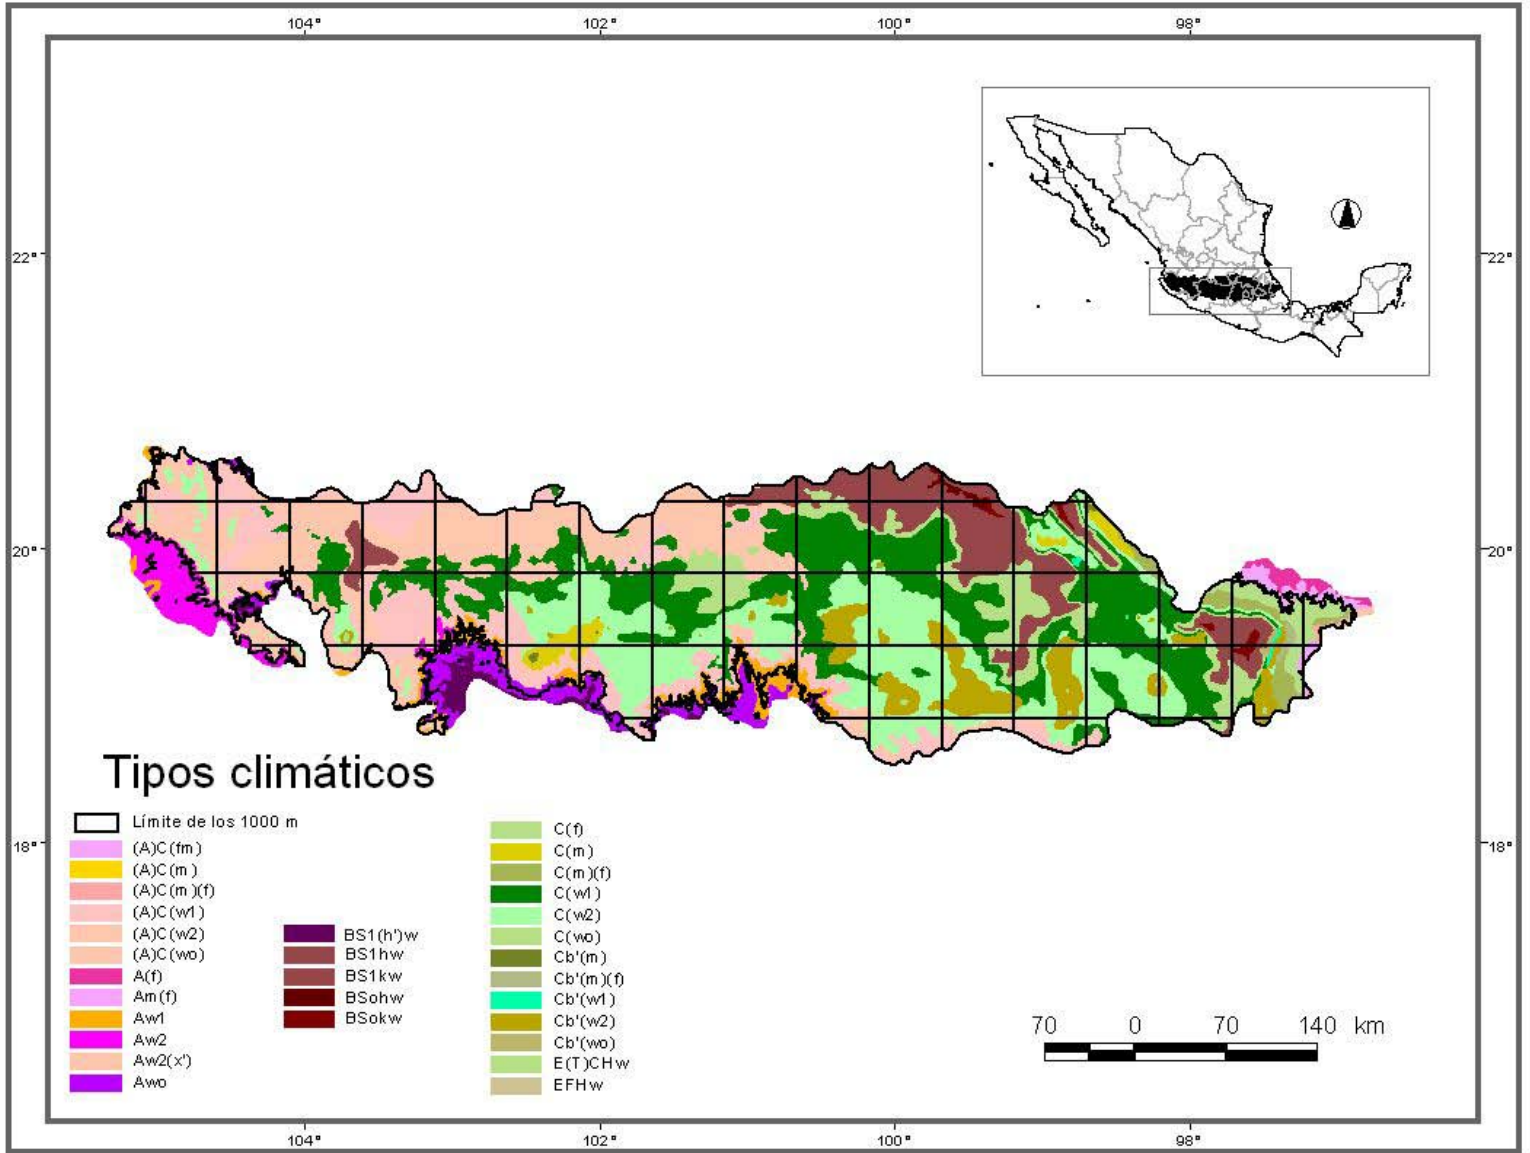 104° 102° 100° 98°
22° 22°
20° 20°
18° 18°
Tipos climáticos
Límite de los 1000 m
(A)C(fm)
(A)C(m)
(A)C(m)(f)
(A)C(w1)
(A)C(w2)
(A)C(wo)
A(f)
Am(f)
Aw1
Aw2
Aw2(x')
Awo
BS1(h')w
BS1hw
BS1kw
BSohw
BSokw
C(f)
C(m)
C(m)(f)
C(w1)
C(w2)
C(wo)
Cb'(m)
Cb'(m)(f)
Cb'(w1)
Cb'(w2)
Cb'(wo)
E(T)CHw
EFHw
70 0 70 140 km
104° 102° 100° 98°